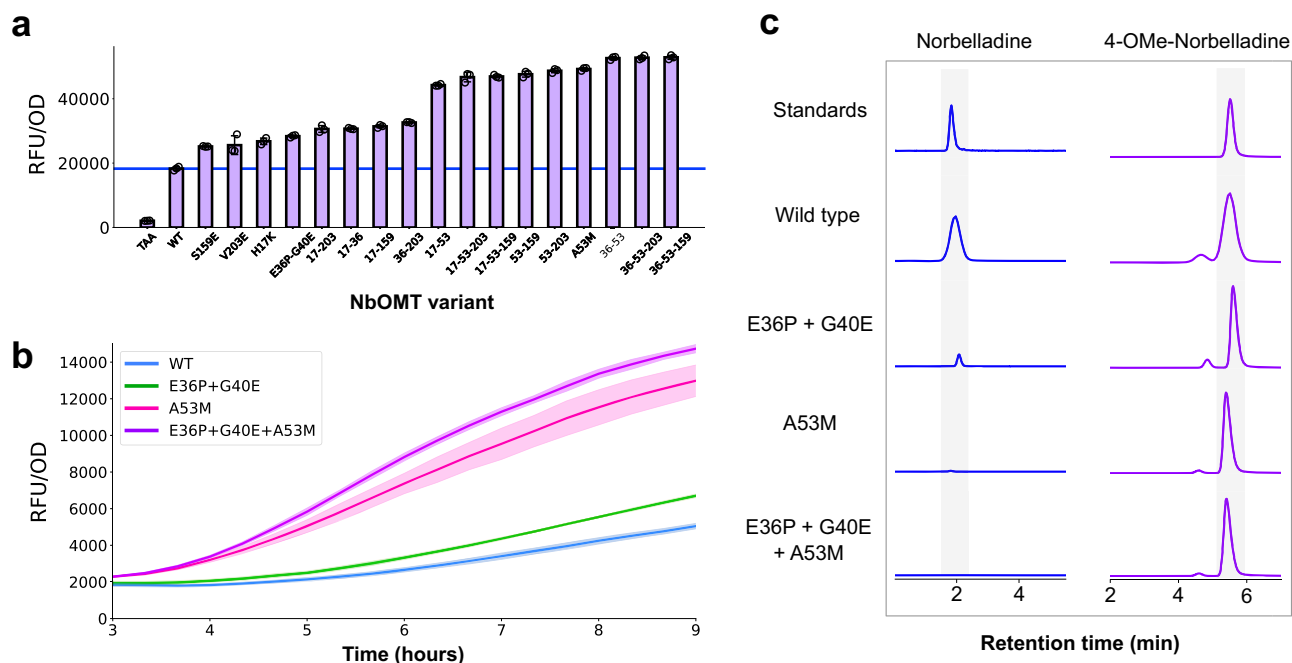 a
RFU/OD
40000
20000
0
TAA
WT
S159E
V203E
H17K
E36P-G40E
17-203
17-36
17-159
36-203
17-53
17-53-203
17-53-159
53-159
53-203
A53M
36-53
36-53-203
36-53-159
NbOMT variant
b
RFU/OD
14000
12000
10000
8000
6000
4000
2000
0
WT
E36P+G40E
A53M
E36P+G40E+A53M
3 4 5 6 7 8 9
Time (hours)
c
Norbelladine 4-OMe-Norbelladine
Standards
Wild type
E36P + G40E
A53M
E36P + G40E
+ A53M
2 4 2 4 6
Retention time (min)